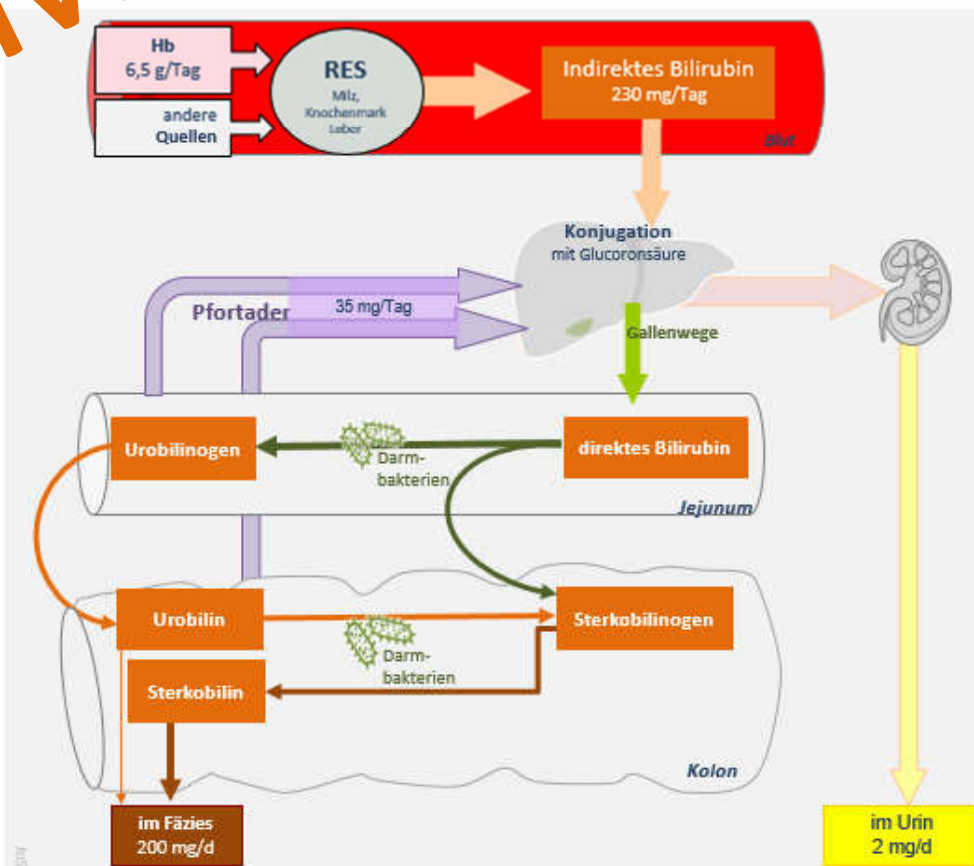 Hb
6,5 g/Tag
andere
Quellen
RES
Milz,
Knochenmark
Leber
Indirektes Bilirubin
230 mg/Tag
Blut
Konjugation
mit Glucoronsäure
Pfortader
35 mg/Tag
Gallenwege
Urobilinogen
Darm-
bakterien
direktes Bilirubin
Jejunum
Urobilin
Darm-
bakterien
Sterkobilinogen
Sterkobilin
Kolon
im Fäzies
200 mg/d
im Urin
2 mg/d